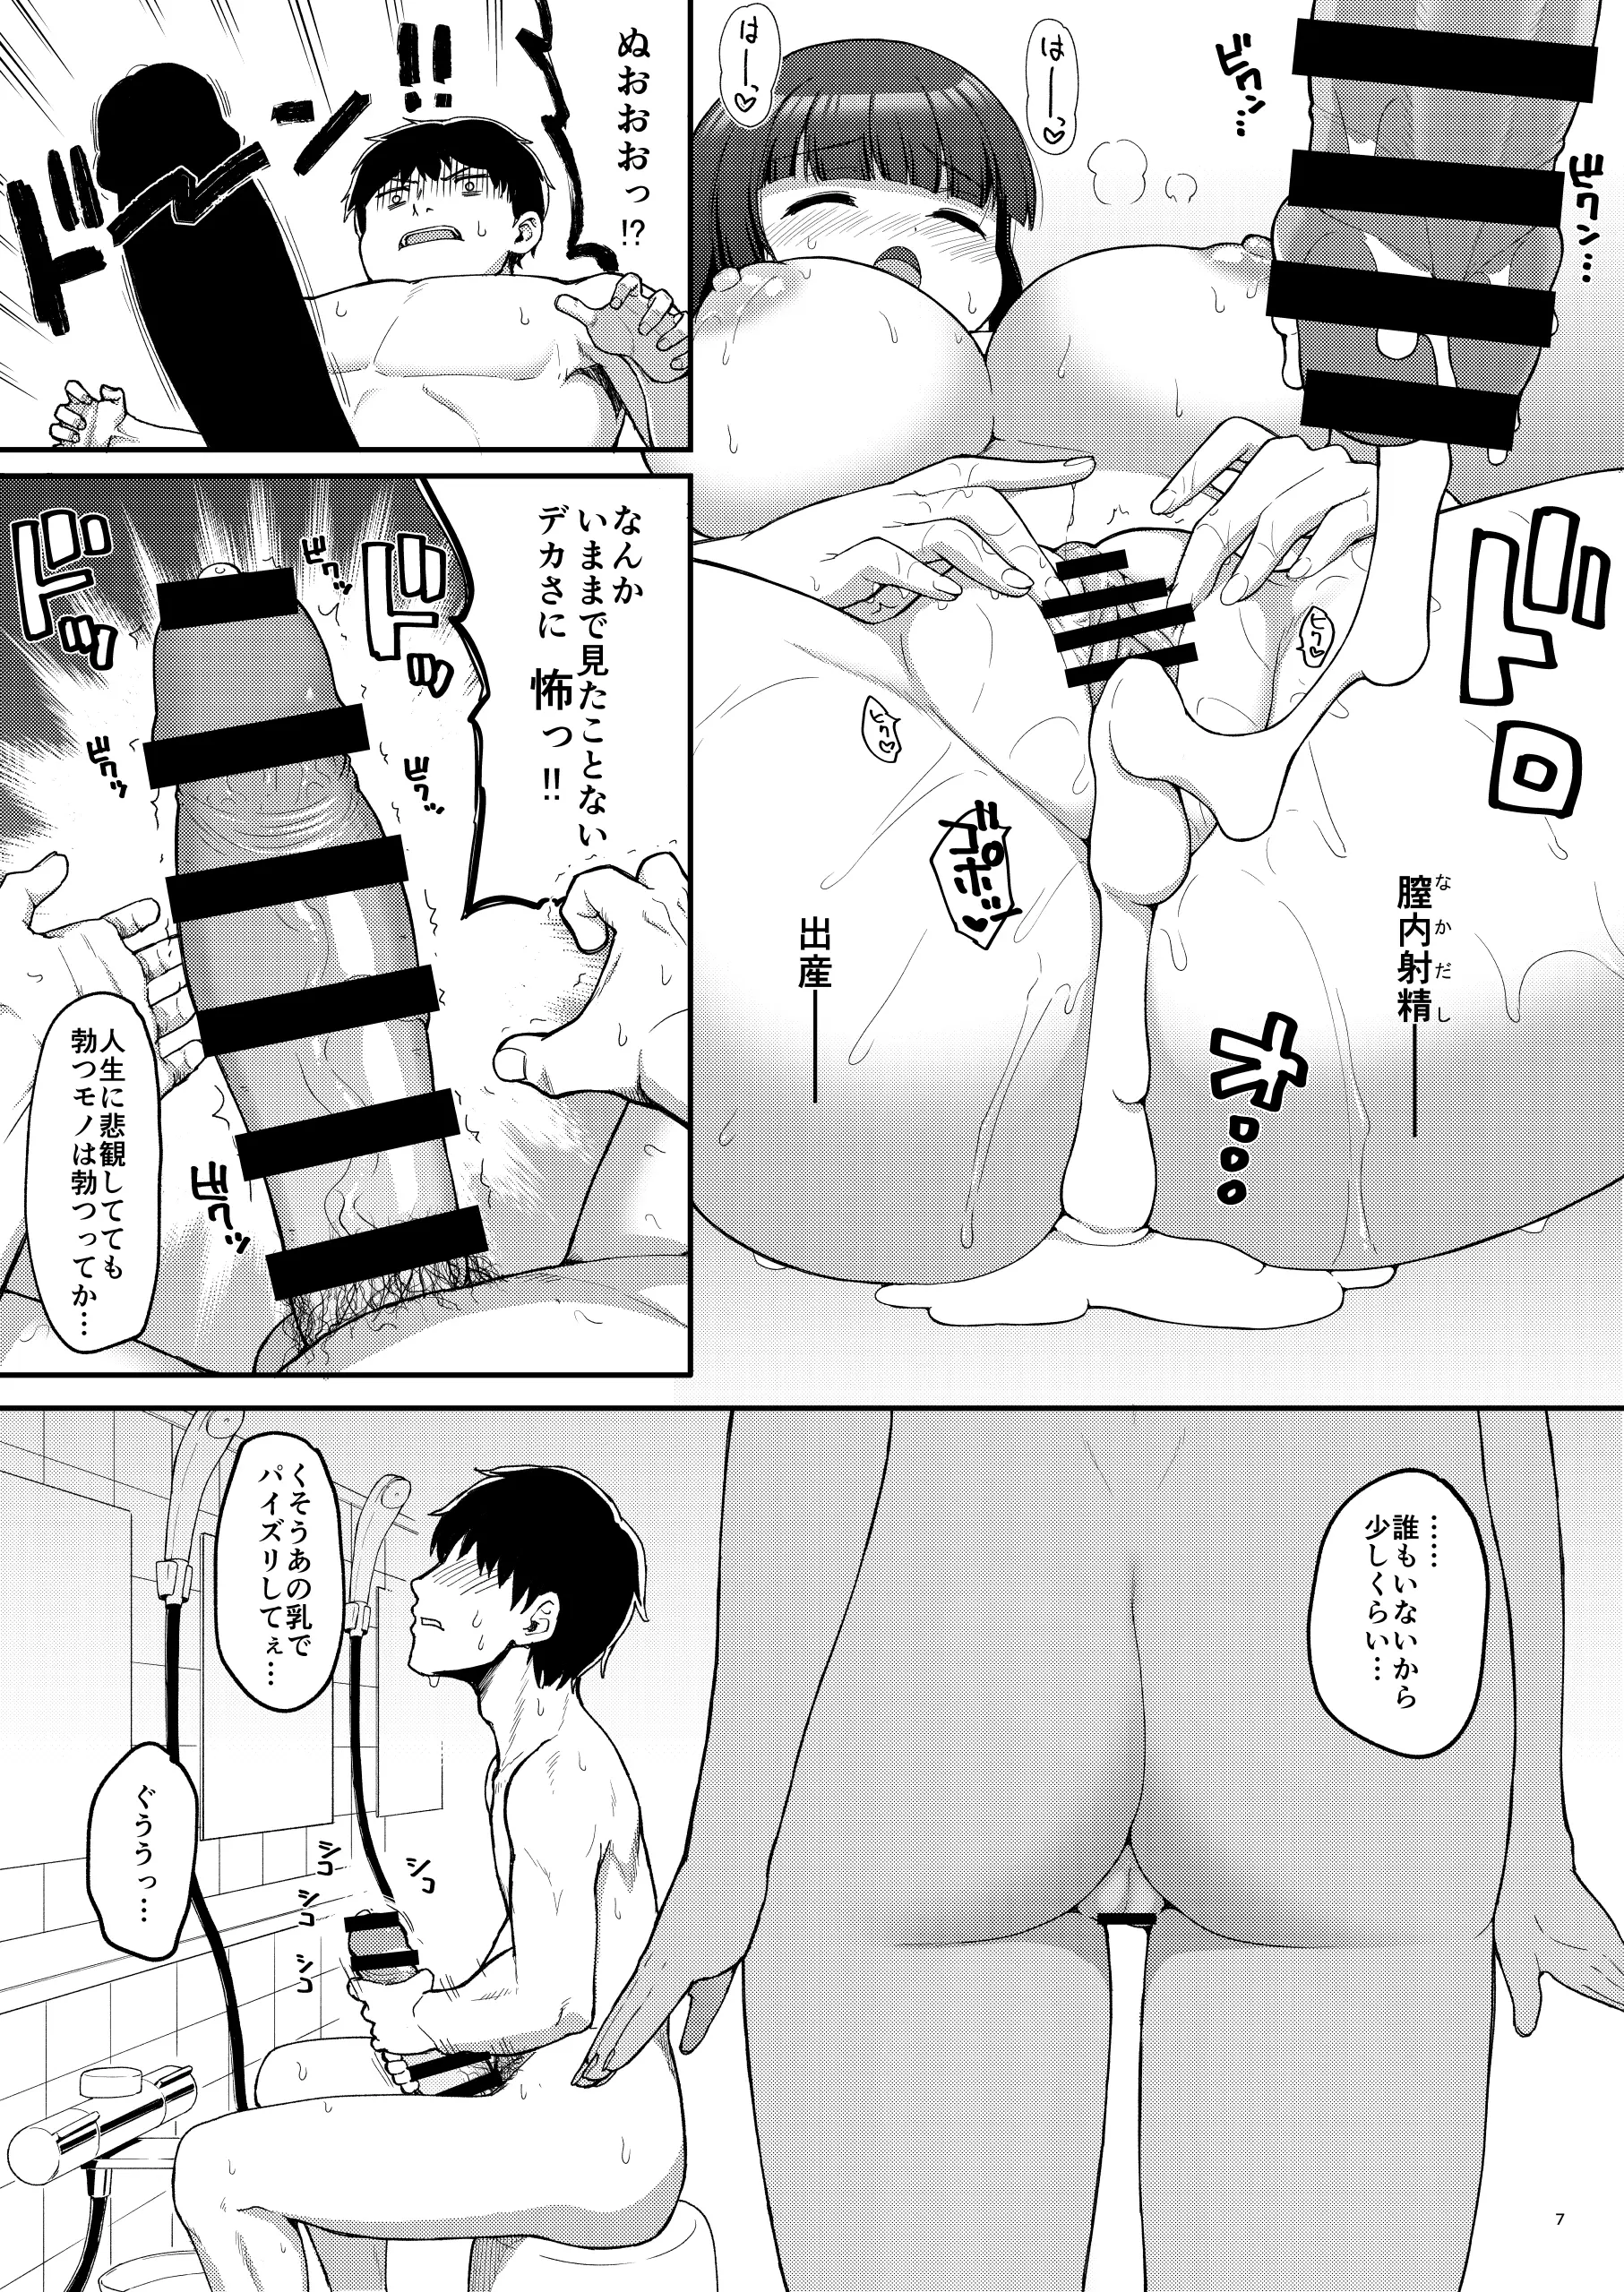 はーっ♡
はーっ♡
ビクン…
ビクン…
ドロ
ヒク♡
ヒク♡
ゴポッ♡
膣内射精――
なかだし
出産――
オ…
ぬおおおっ!?
ドーン!!
なんか
いままで見たことない
デカさに 怖っ!!
ドッ
ドッ
ビクッ
ビクッ
ビクッ
ビクッ
人生に悲観してても
勃つモノは勃つってか…
……
誰もいないから
少しくらい…
くそうあの乳で
パイズリしてぇ…
ぐううっ…
シコ
シコ
シコ
シコ
7